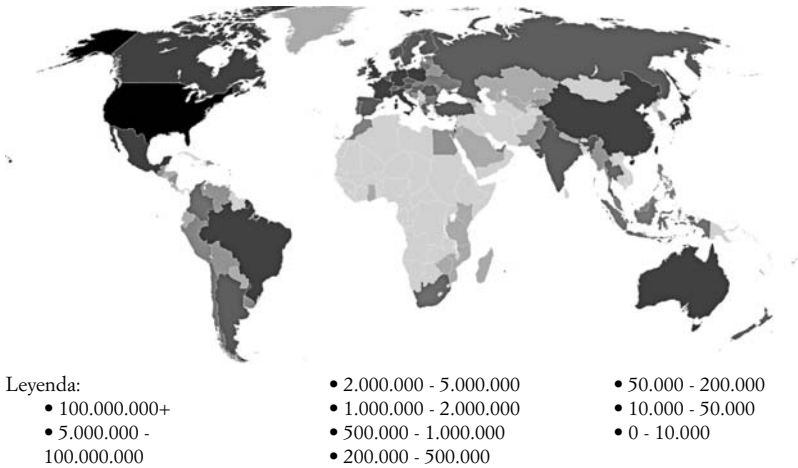 Leyenda:
• 100.000.000+
• 5.000.000 -
100.000.000
• 2.000.000 - 5.000.000
• 1.000.000 - 2.000.000
• 500.000 - 1.000.000
• 200.000 - 500.000
• 50.000 - 200.000
• 10.000 - 50.000
• 0 - 10.000